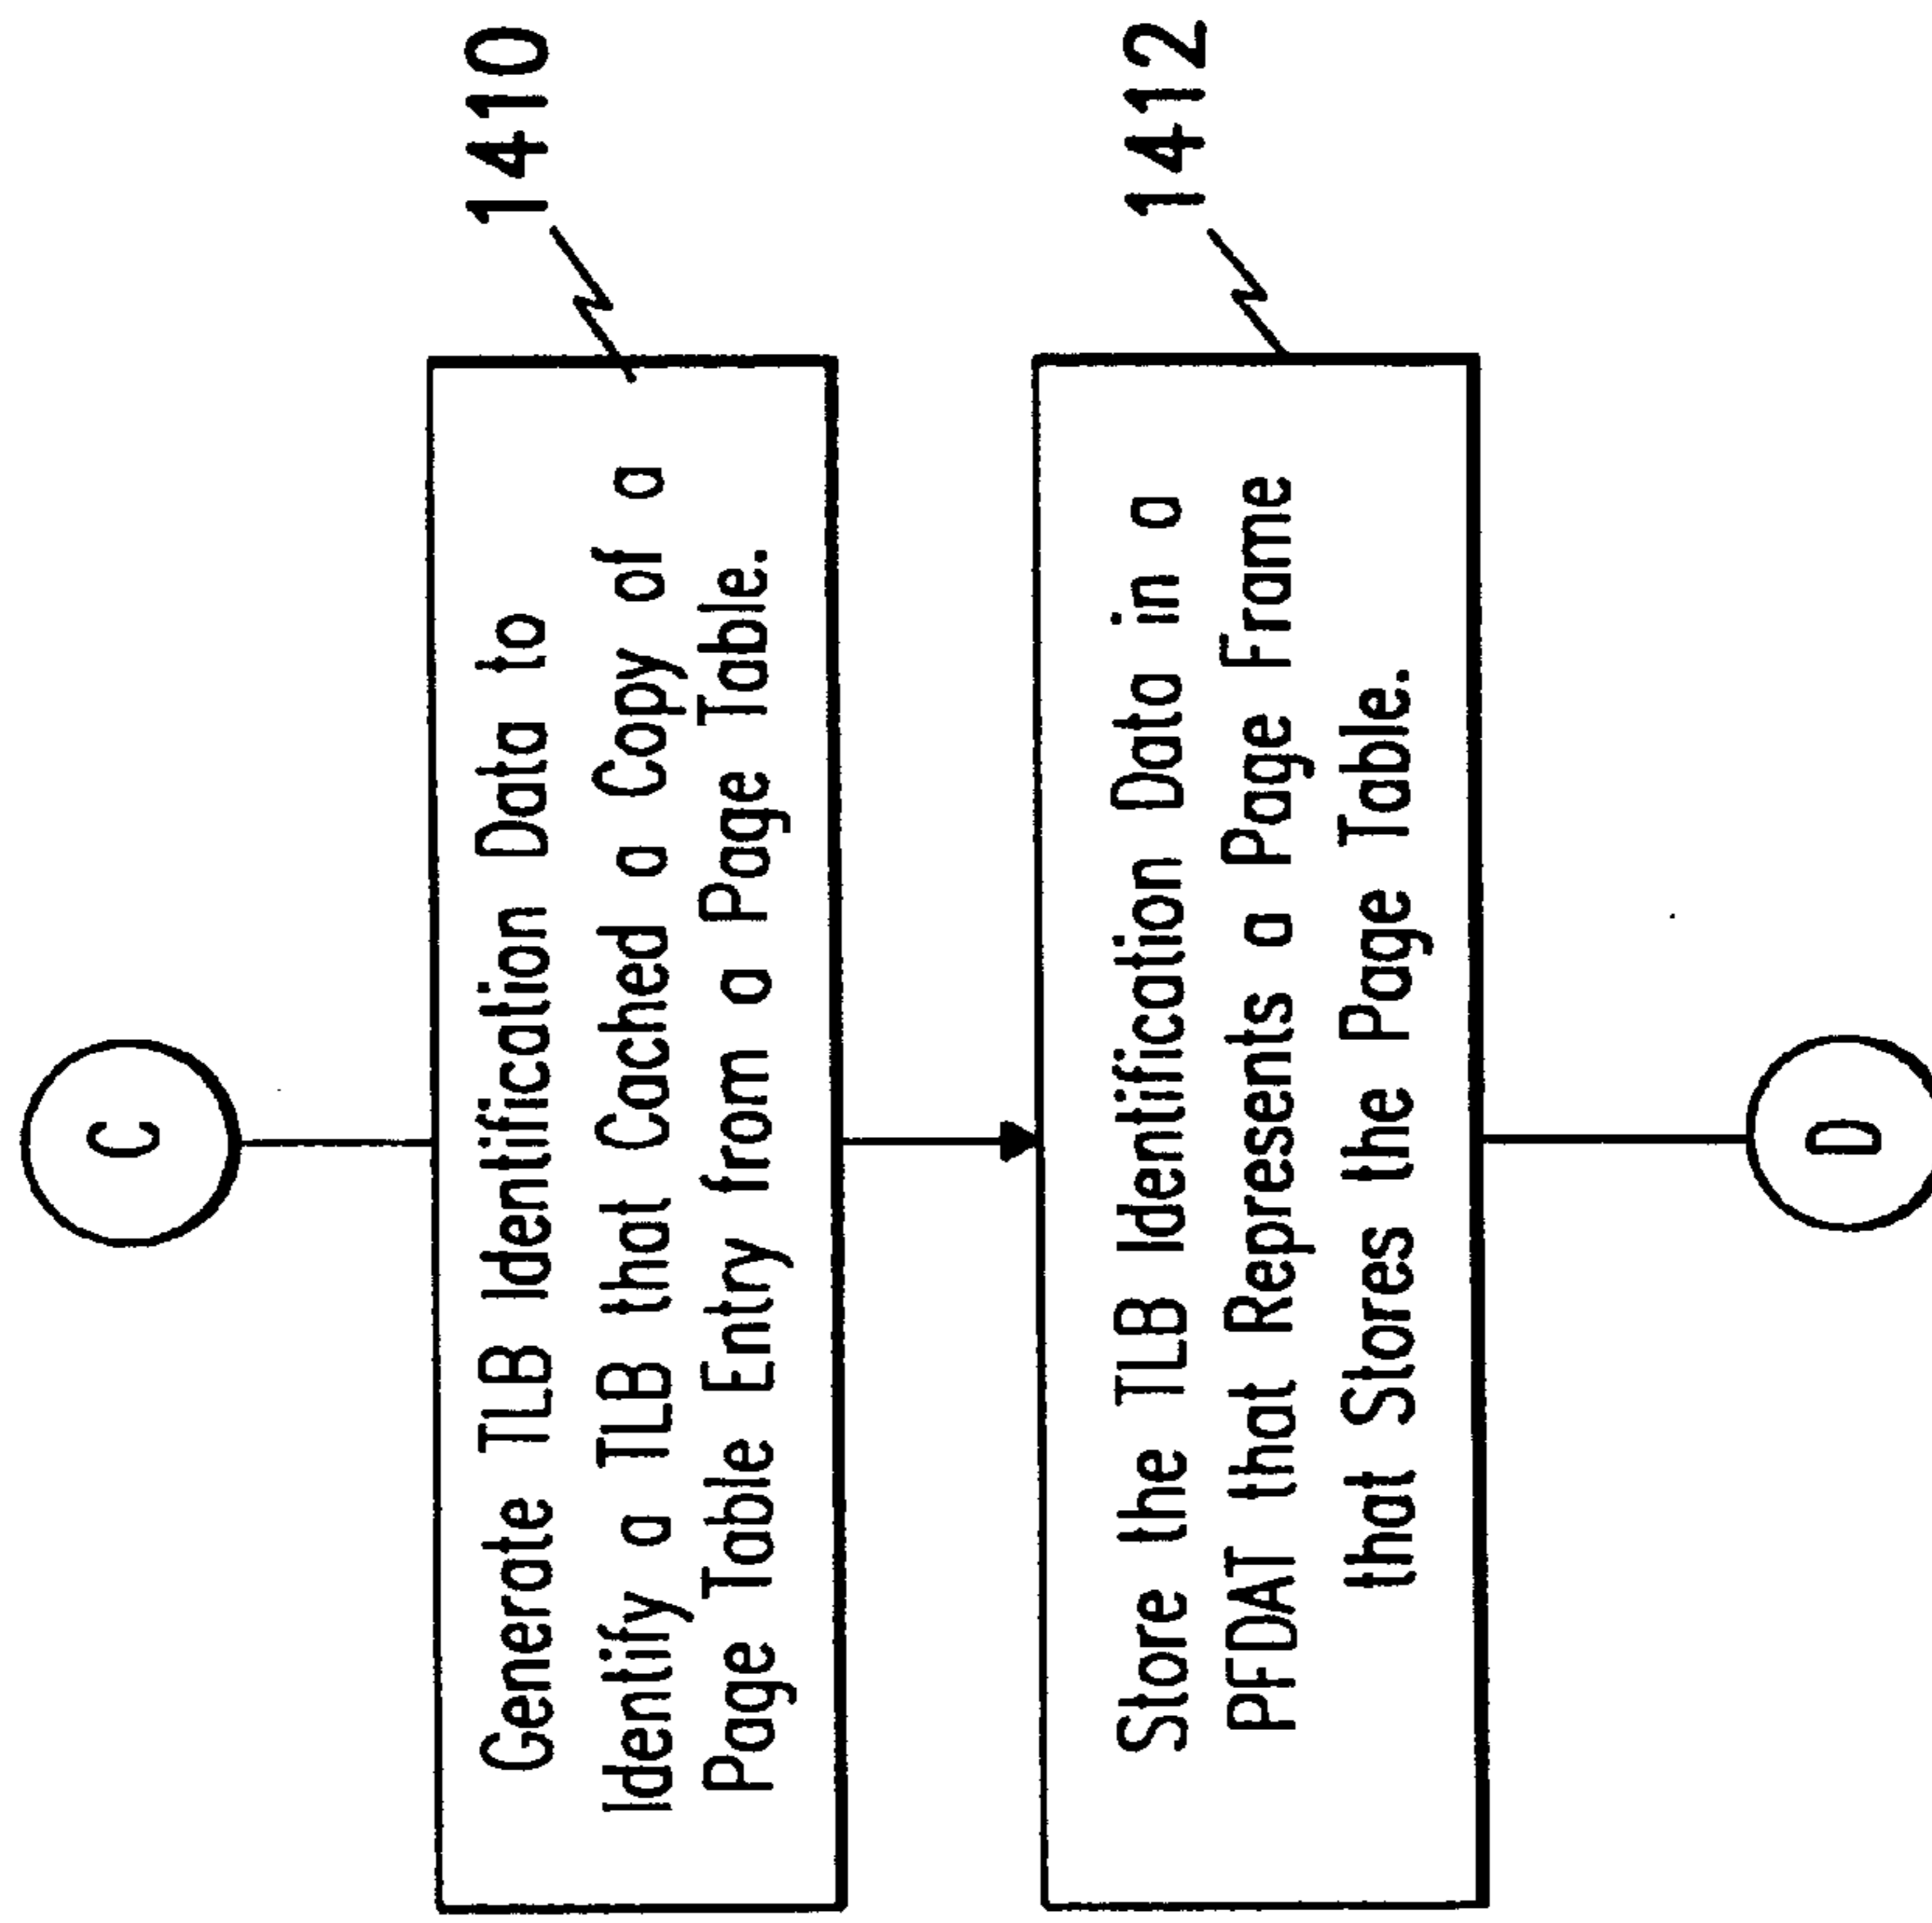 C
1410
Generate TLB Identification Data to
Identify a TLB that Cached a Copy of a
Page Table Entry from a Page Table.
1412
Store the TLB Identification Data in a
PFDAT that Represents a Page Frame
that Stores the Page Table.
D